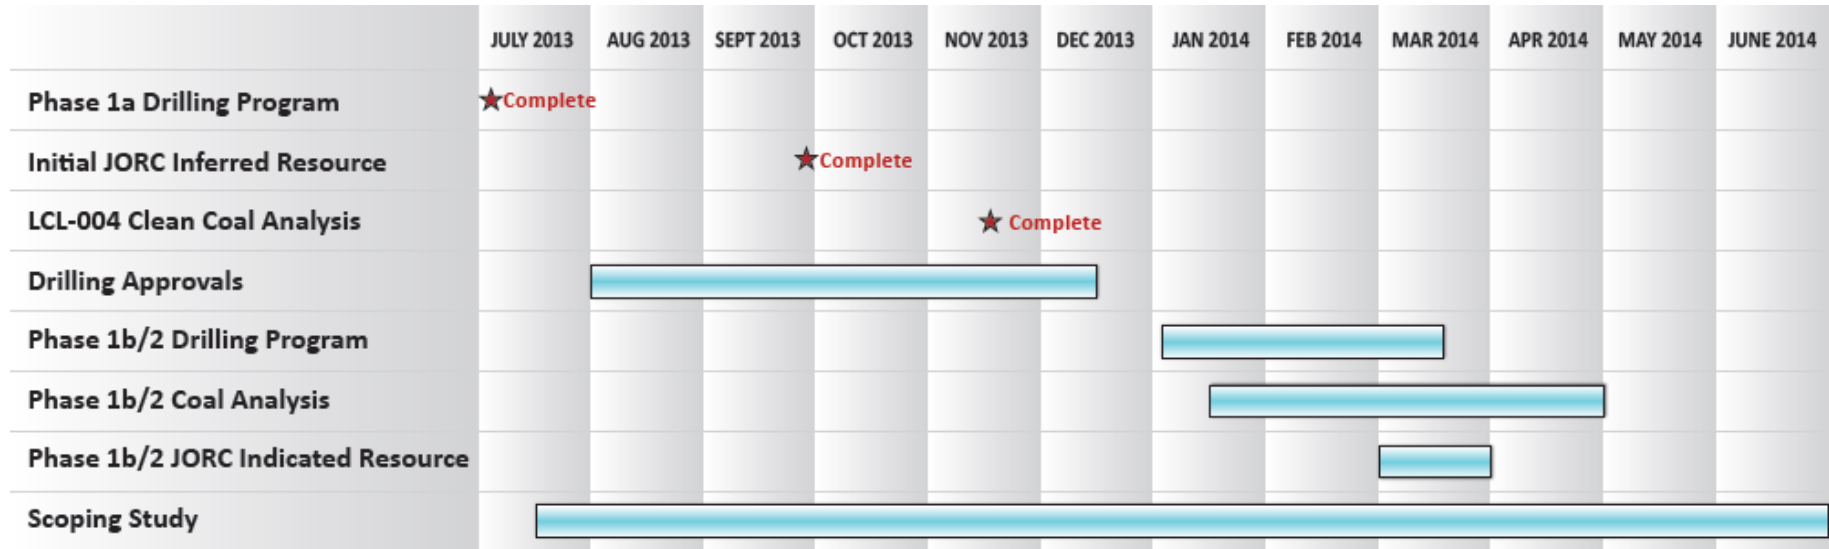 JULY 2013 AUG 2013 SEPT 2013 OCT 2013 NOV 2013 DEC 2013 JAN 2014 FEB 2014 MAR 2014 APR 2014 MAY 2014 JUNE 2014
Phase 1a Drilling Program Complete
Initial JORC Inferred Resource Complete
LCL-004 Clean Coal Analysis Complete
Drilling Approvals
Phase 1b/2 Drilling Program
Phase 1b/2 Coal Analysis
Phase 1b/2 JORC Indicated Resource
Scoping Study